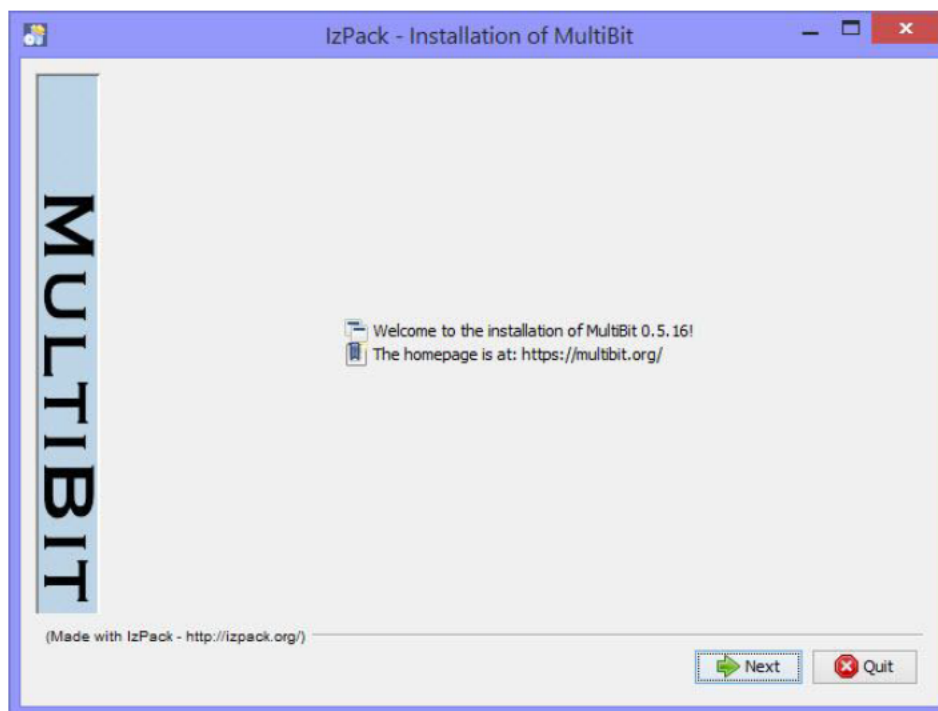 IzPack - Installation of MultiBit
MULTIBIT
Welcome to the installation of MultiBit 0.5.16!
The homepage is at: https://multibit.org/
(Made with IzPack - http://izpack.org/)
Next
Quit